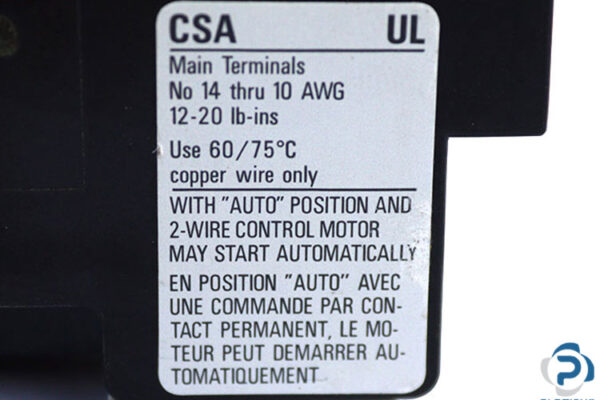 CSA UL
Main Terminals
No 14 thru 10 AWG
12-20 lb-ins
Use 60/75°C
copper wire only
WITH "AUTO" POSITION AND
2-WIRE CONTROL MOTOR
MAY START AUTOMATICALLY
EN POSITION "AUTO" AVEC
UNE COMMANDE PAR CON-
TACT PERMANENT, LE MO-
TEUR PEUT DEMARRER AU-
TOMATIQUEMENT